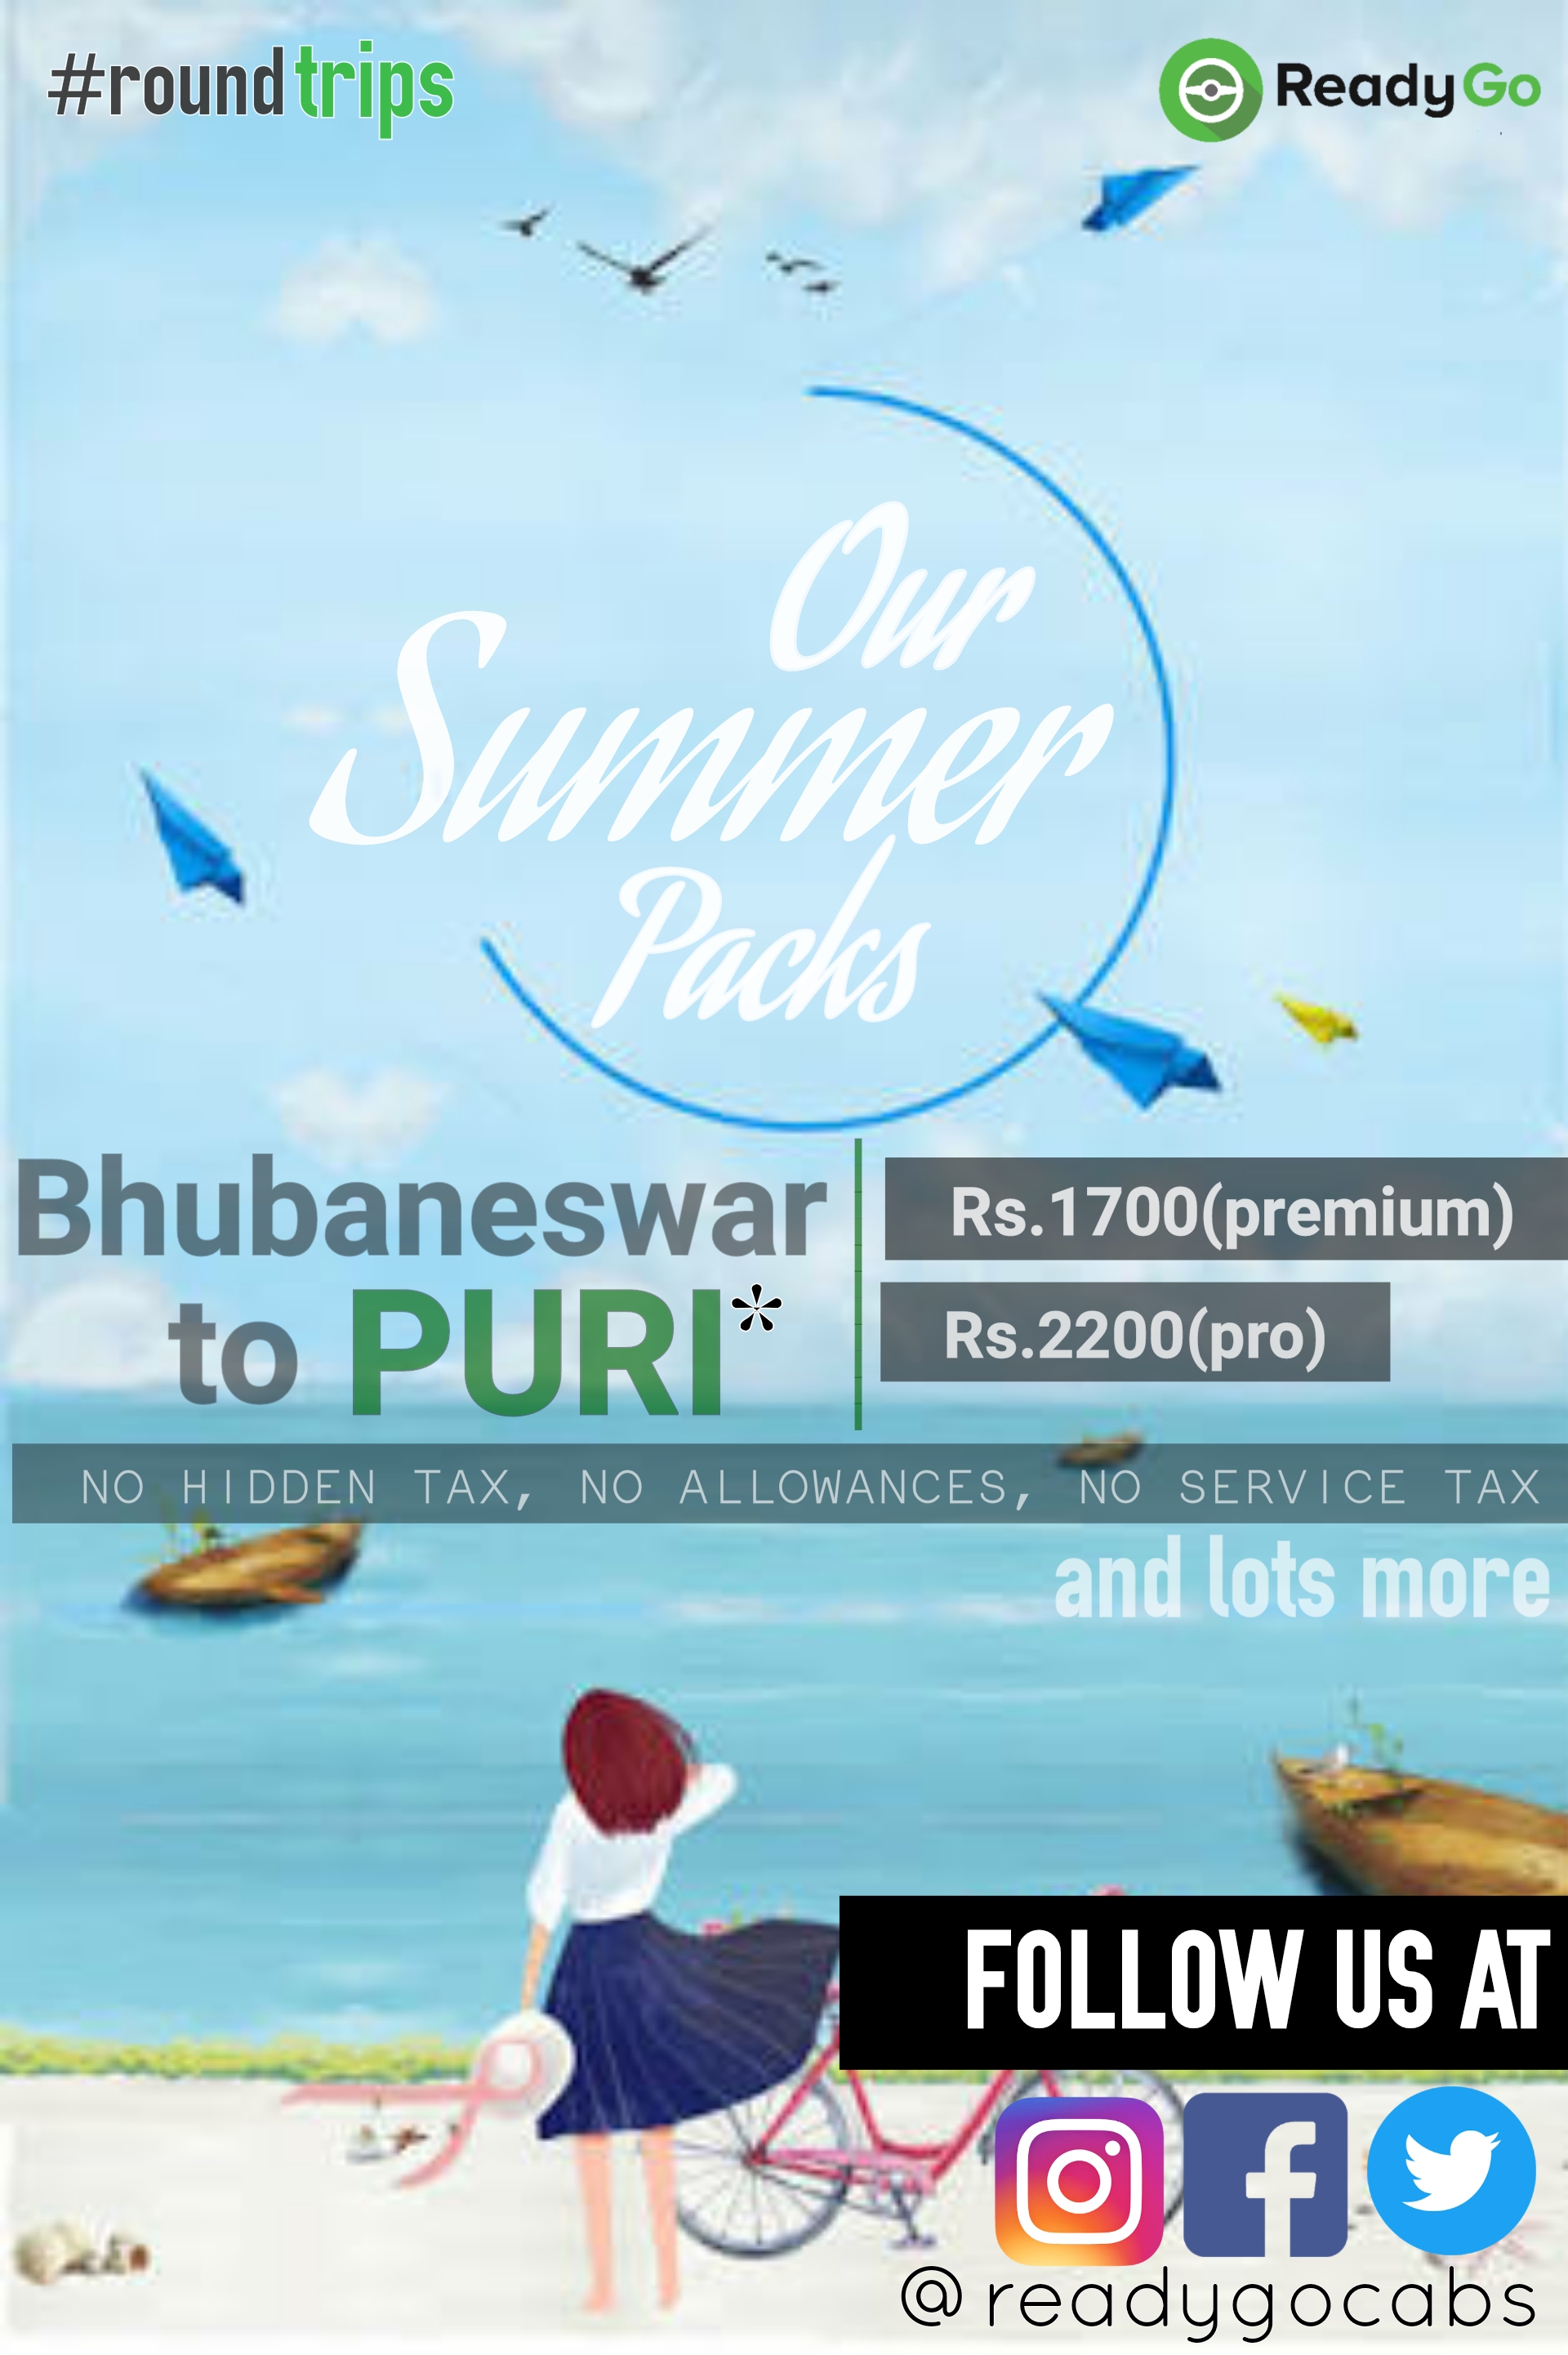 #roundtrips
ReadyGo
Our
Summer
Packs
Bhubaneswar
to PURI*
Rs.1700(premium)
Rs.2200(pro)
NO HIDDEN TAX, NO ALLOWANCES, NO SERVICE TAX
and lots more
FOLLOW US AT
@readygocabs